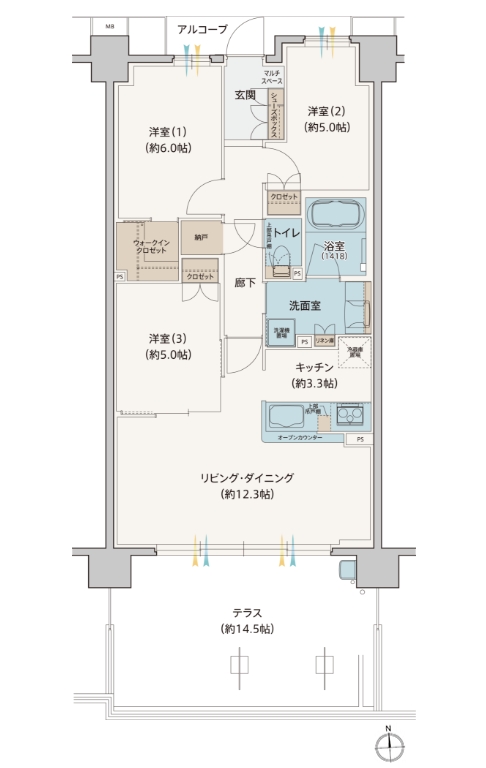 MB
アルコーブ
マルチ
スペース
玄関
シューズボックス
洋室(1)
(約6.0帖)
洋室(2)
(約5.0帖)
クロゼット
上部吊戸棚
トイレ
浴室
(1418)
ウォークイン
クロゼット
納戸
PS
クロゼット
PS
廊下
洗面室
洗濯機
置場
PS
リネン庫
冷蔵庫
置場
洋室(3)
(約5.0帖)
キッチン
(約3.3帖)
上部
吊戸棚
オープンカウンター
PS
リビング・ダイニング
(約12.3帖)
テラス
(約14.5帖)
N